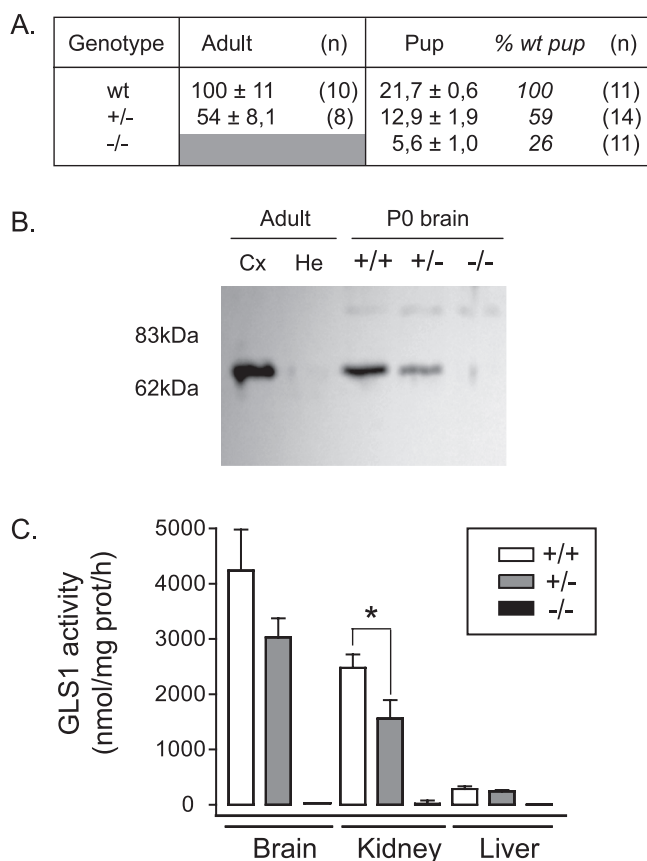 A.
Genotype Adult (n) Pup % wt pup (n)
wt 100 ± 11 (10) 21,7 ± 0,6 100 (11)
+/- 54 ± 8,1 (8) 12,9 ± 1,9 59 (14)
-/- 5,6 ± 1,0 26 (11)
B.
Adult P0 brain
Cx He +/+ +/- -/-
83kDa
62kDa
C.
GLS1 activity
(nmol/mg prot/h)
5000
4000
3000
2000
1000
0
*
+/+
+/-
-/-
Brain Kidney Liver